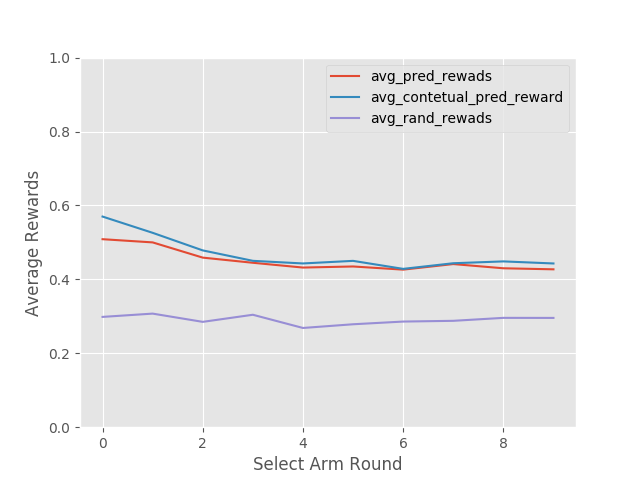 1.0
0.8
0.6
0.4
0.2
0.0
Average Rewards
avg_pred_rewads
avg_contetual_pred_reward
avg_rand_rewads
0 2 4 6 8
Select Arm Round